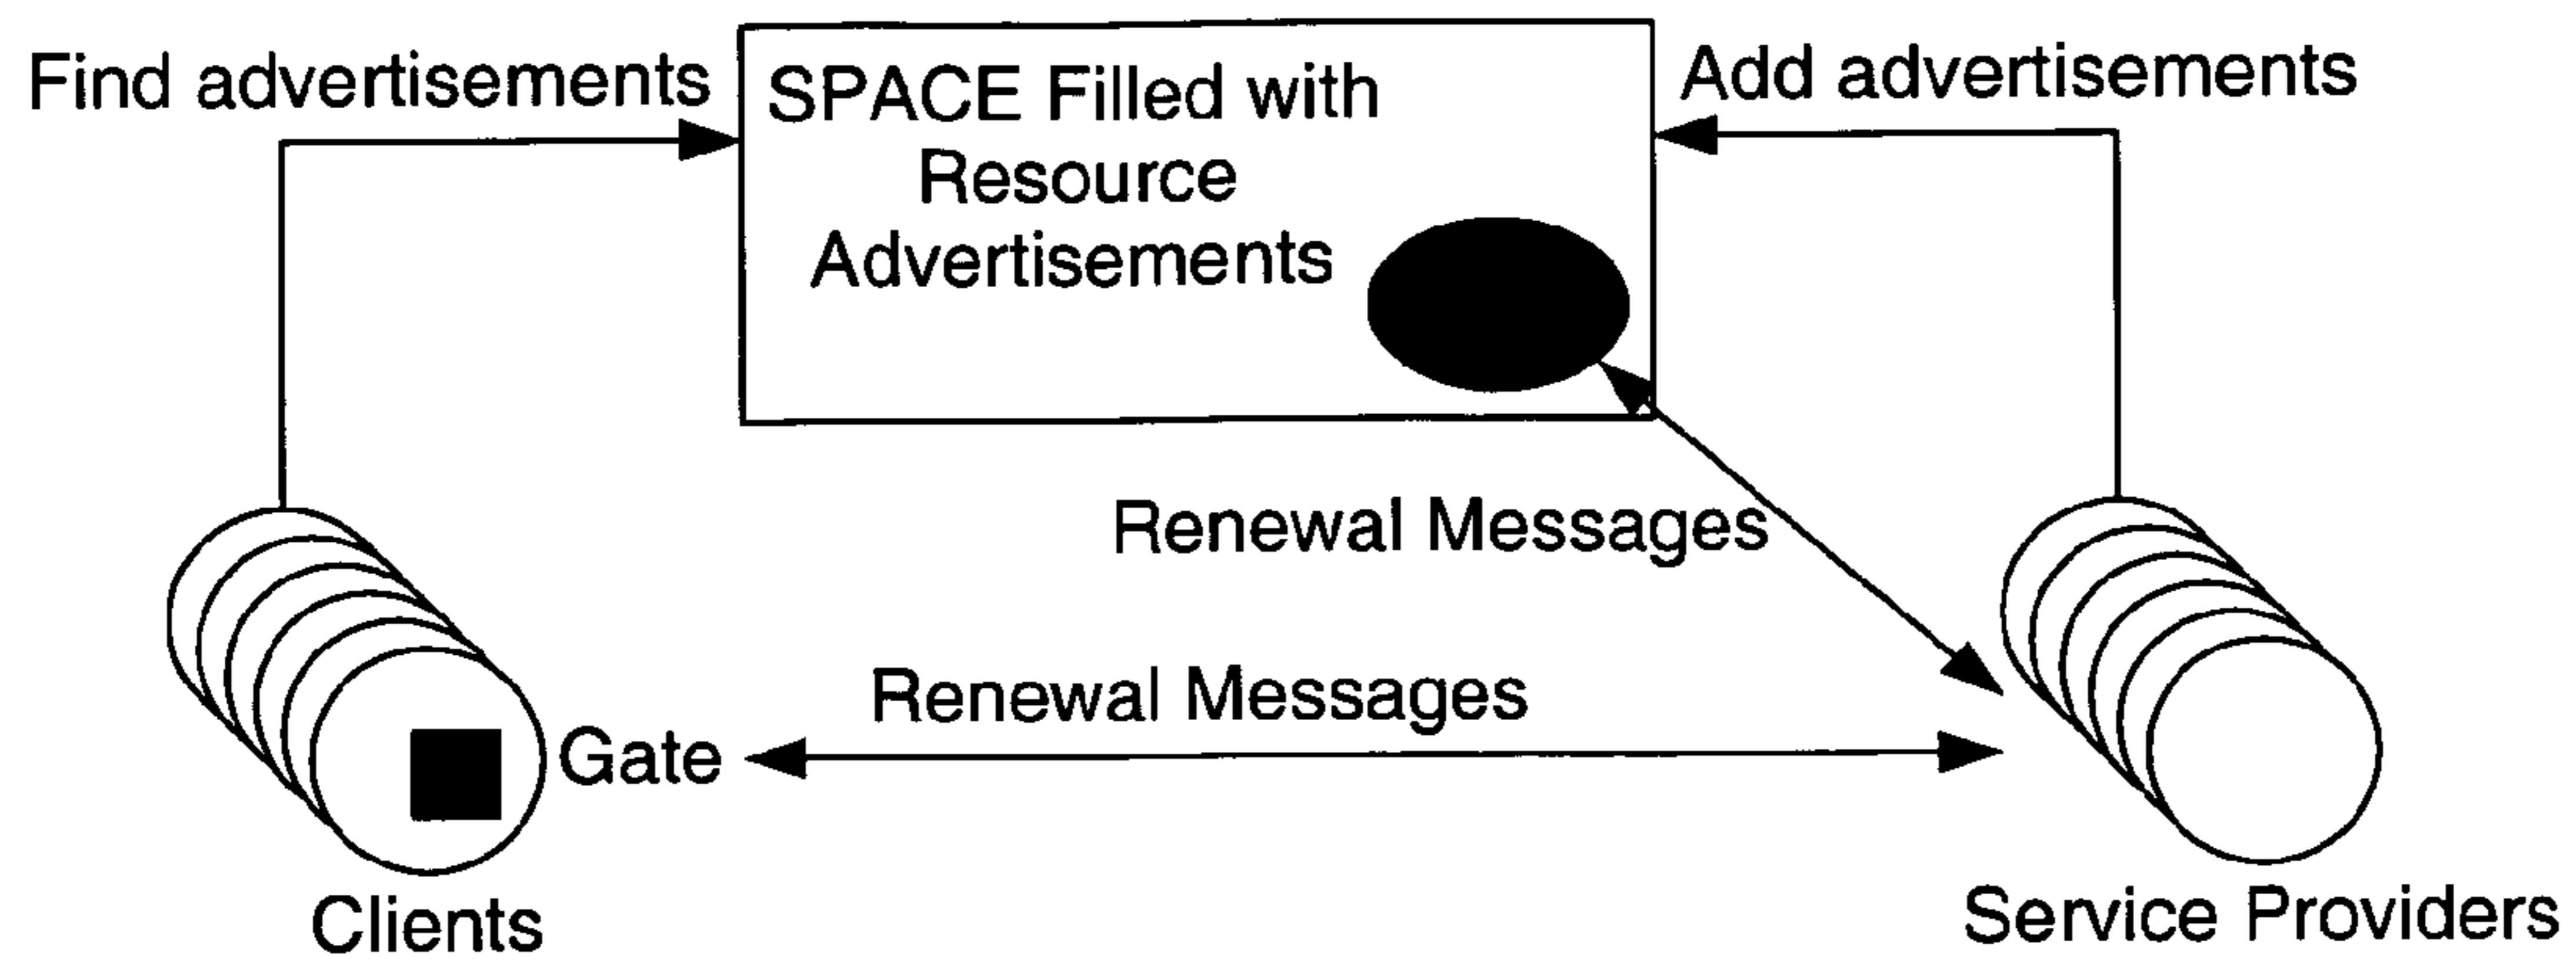 Find advertisements
SPACE Filled with
Resource
Advertisements
Add advertisements
Renewal Messages
Renewal Messages
Gate
Clients
Service Providers